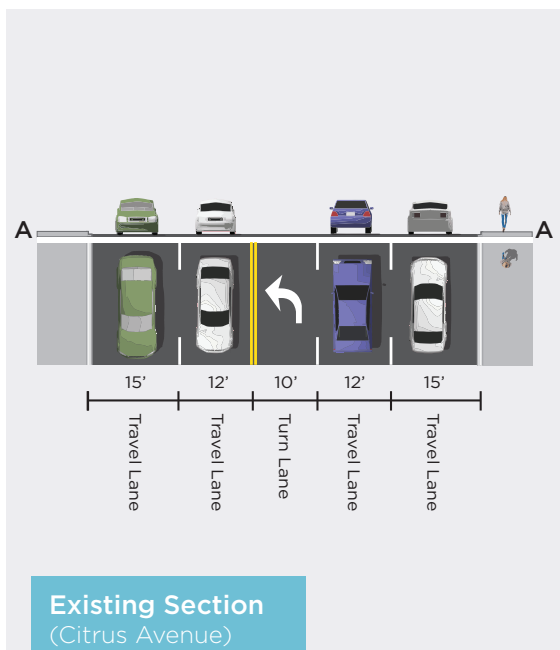 A A
15’ 12’ 10’ 12’ 15’
Travel Lane
Travel Lane
Turn Lane
Travel Lane
Travel Lane
Existing Section
(Citrus Avenue)